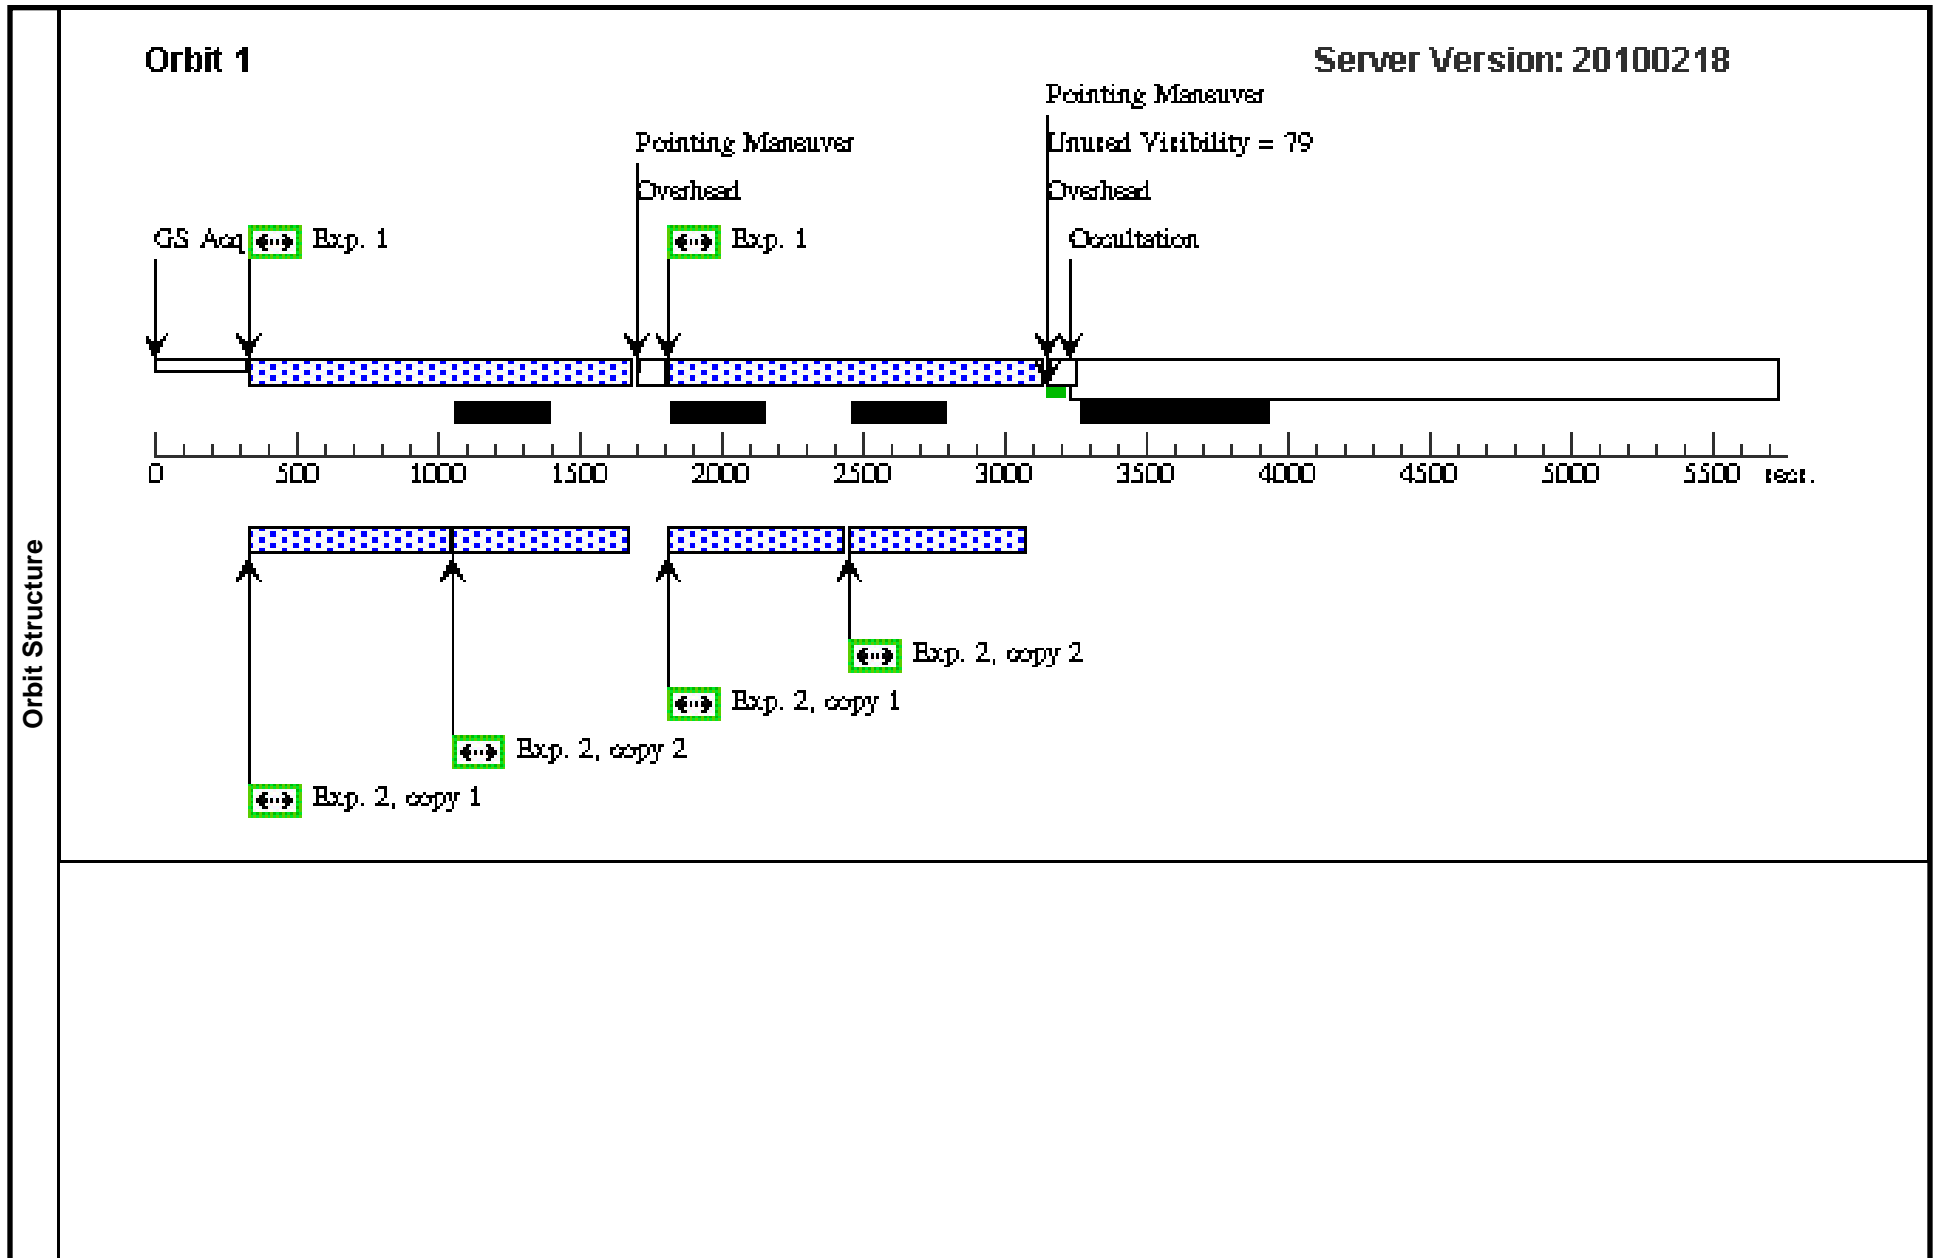 Orbit 1
Server Version: 20100218
Pointing Maneuver
Pointing Maneuver
Unused Visibility = 79
Overhead
Overhead
GS Acq
Exp. 1
Exp. 1
Occultation
0 500 1000 1500 2000 2500 3000 3500 4000 4500 5000 5500 secs.
Orbit Structure
Exp. 2, copy 2
Exp. 2, copy 1
Exp. 2, copy 2
Exp. 2, copy 1